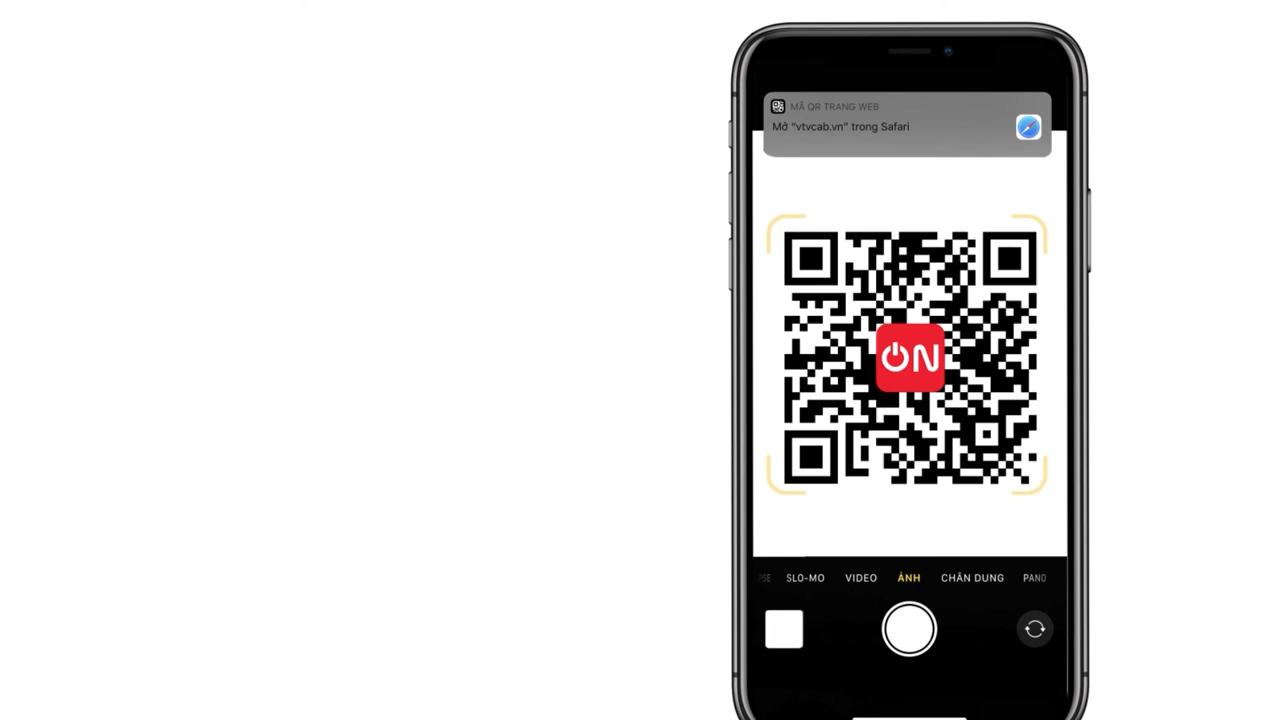 MÃ QR TRANG WEB
Mở "vtvcab.vn" trong Safari
ON
SLO-MO VIDEO ẢNH CHÂN DUNG PANO